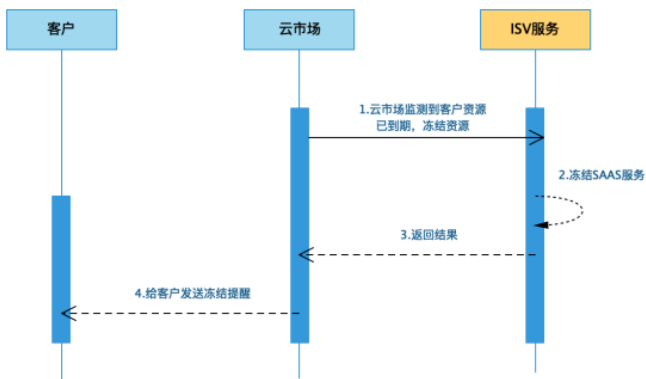 客户
云市场
ISV服务
1.云市场监测到客户资源
已到期，冻结资源
2.冻结SAAS服务
3.返回结果
4.给客户发送冻结提醒